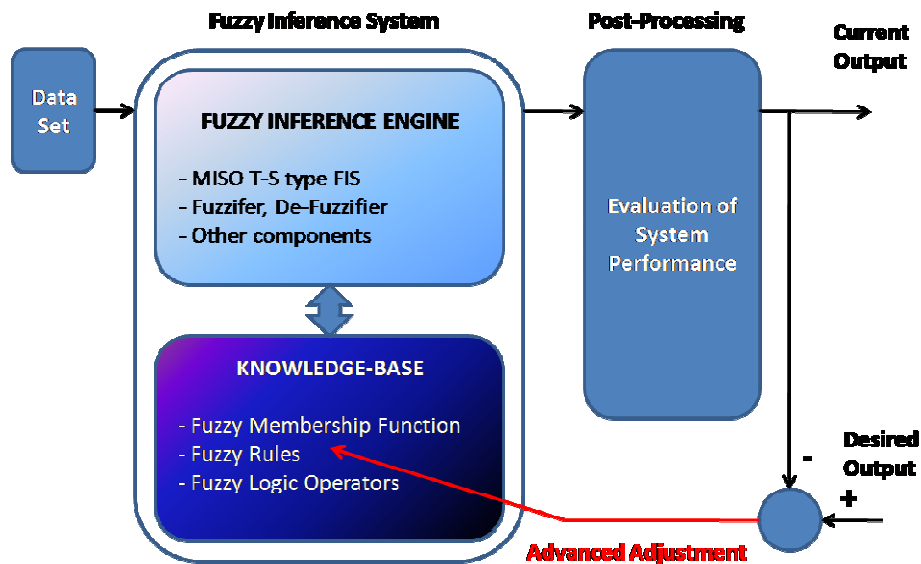 Fuzzy Inference System
Post-Processing
Current
Output
Data
Set
FUZZY INFERENCE ENGINE
- MISO T-S type FIS
- Fuzzifer, De-Fuzzifier
- Other components
Evaluation of
System
Performance
KNOWLEDGE-BASE
- Fuzzy Membership Function
- Fuzzy Rules
- Fuzzy Logic Operators
Desired
Output
-
+
Advanced Adjustment